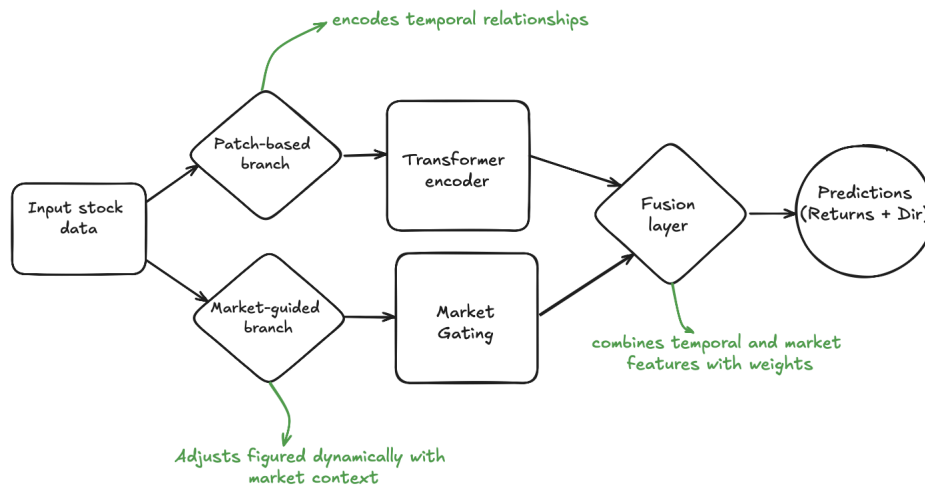 encodes temporal relationships
Patch-based
branch
Transformer
encoder
Input stock
data
Fusion
layer
Predictions
(Returns + Dir)
Market-guided
branch
Market
Gating
combines temporal and market
features with weights
Adjusts figured dynamically with
market context